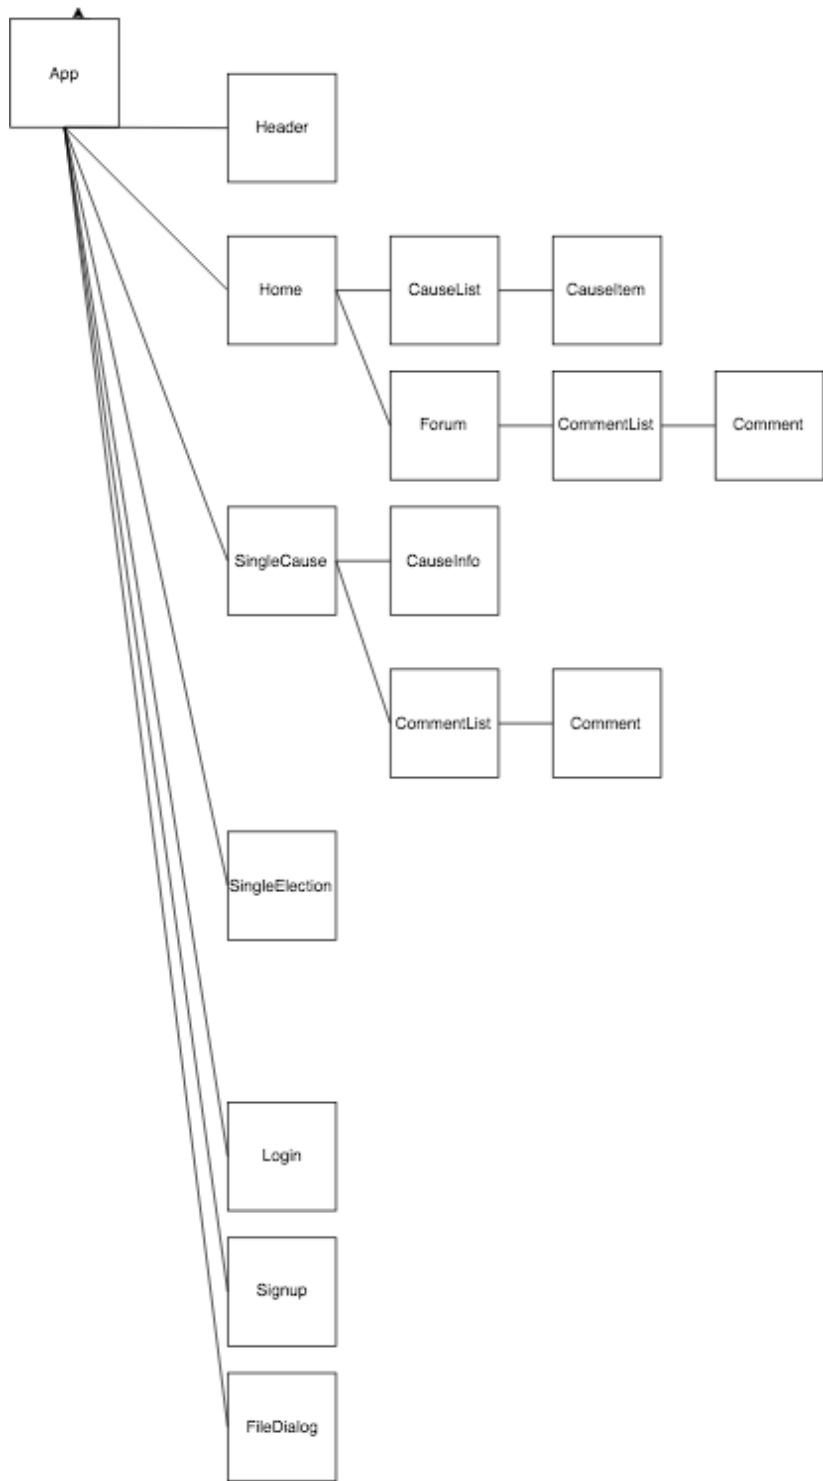 App
Header
Home
CauseList
CauseItem
Forum
CommentList
Comment
SingleCause
CauseInfo
CommentList
Comment
SingleElection
Login
Signup
FileDialog